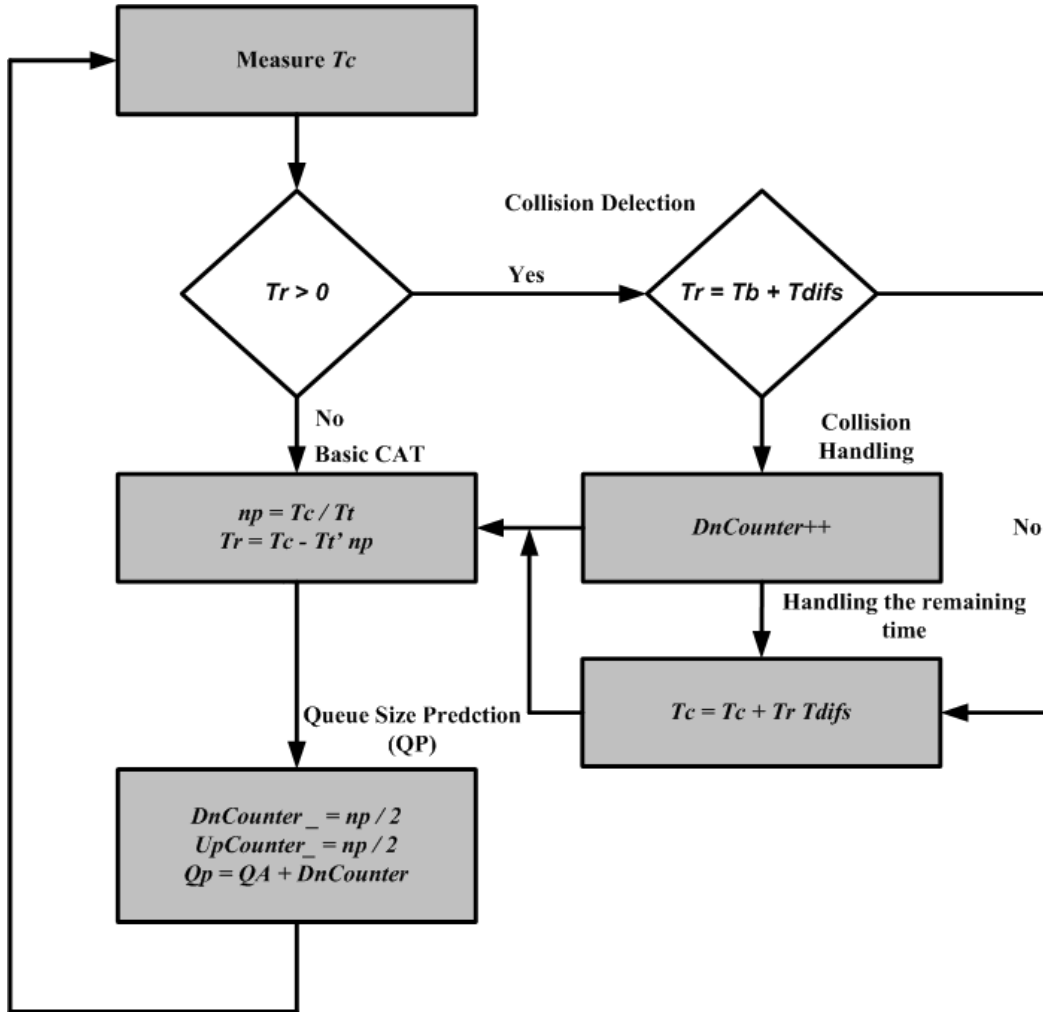 Measure Tc
Collision Delection
Tr > 0
Yes
Tr = Tb + Tdifs
No
Basic CAT
Collision
Handling
np = Tc / Tt
Tr = Tc - Tt' np
DnCounter++
No
Handling the remaining
time
Tc = Tc + Tr Tdifs
Queue Size Predction
(QP)
DnCounter_ = np / 2
UpCounter_ = np / 2
Qp = QA + DnCounter